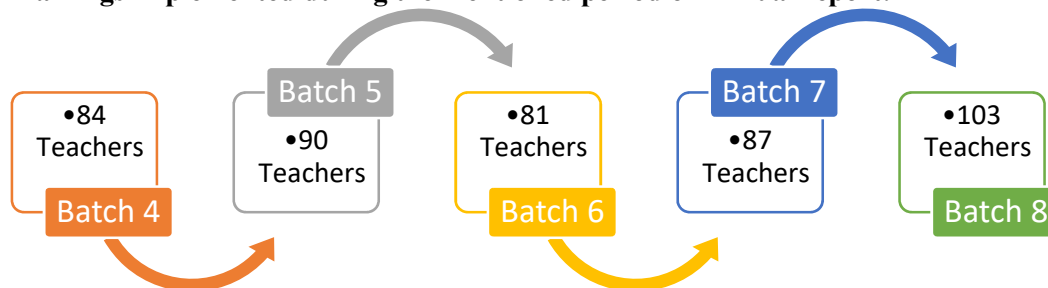 •84
Teachers
Batch 4
Batch 5
•90
Teachers
•81
Teachers
Batch 6
Batch 7
•87
Teachers
•103
Teachers
Batch 8